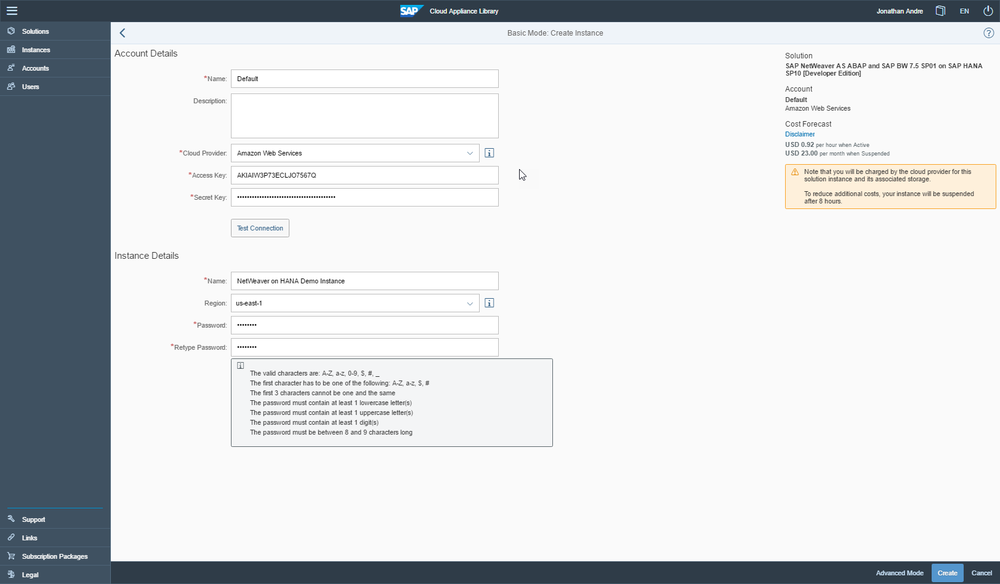 SAP Cloud Appliance Library
Jonathan Andre
EN
Solutions
Instances
Accounts
Users
Support
Links
Subscription Packages
Legal
Basic Mode: Create Instance
?
Account Details
*Name: Default
Description:
*Cloud Provider: Amazon Web Services
*Access Key: AKIAIW3P73ECLJO7567Q
*Secret Key: ••••••••••••••••••••••••••••••••••••••••
Test Connection
Instance Details
*Name: NetWeaver on HANA Demo Instance
Region: us-east-1
*Password: ••••••••
*Retype Password: ••••••••
The valid characters are: A-Z, a-z, 0-9, $, #, _
The first character has to be one of the following: A-Z, a-z, $, #
The first 3 characters cannot be one and the same
The password must contain at least 1 lowercase letter(s)
The password must contain at least 1 uppercase letter(s)
The password must contain at least 1 digit(s)
The password must be between 8 and 9 characters long
Solution
SAP NetWeaver AS ABAP and SAP BW 7.5 SP01 on SAP HANA
SP10 [Developer Edition]
Account
Default
Amazon Web Services
Cost Forecast
Disclaimer
USD 0.92 per hour when Active
USD 23.00 per month when Suspended
Note that you will be charged by the cloud provider for this
solution instance and its associated storage.
To reduce additional costs, your instance will be suspended
after 8 hours.
Advanced Mode
Create
Cancel